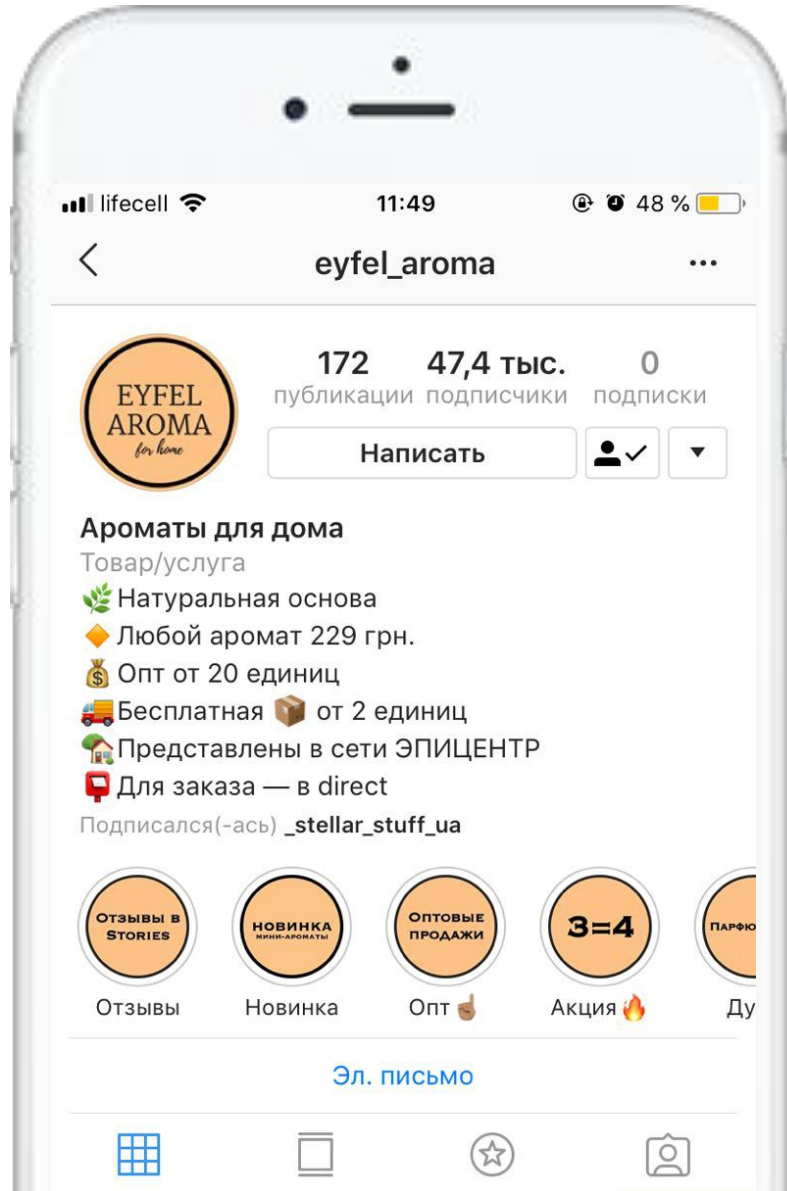 lifecell 11:49 48 %
eyfel_aroma
EYFEL
AROMA
for home
172 47,4 тыс. 0
публикации подписчики подписки
Написать
Ароматы для дома
Товар/услуга
Натуральная основа
Любой аромат 229 грн.
Опт от 20 единиц
Бесплатная от 2 единиц
Представлены в сети ЭПИЦЕНТР
Для заказа — в direct
Подписался(-ась) _stellar_stuff_ua
Отзывы в
Stories
НОВИНКА
МИНИ-АРОМАТЫ
Оптовые
продажи
3=4
Парфю
Отзывы Новинка Опт Акция Ду
Эл. письмо